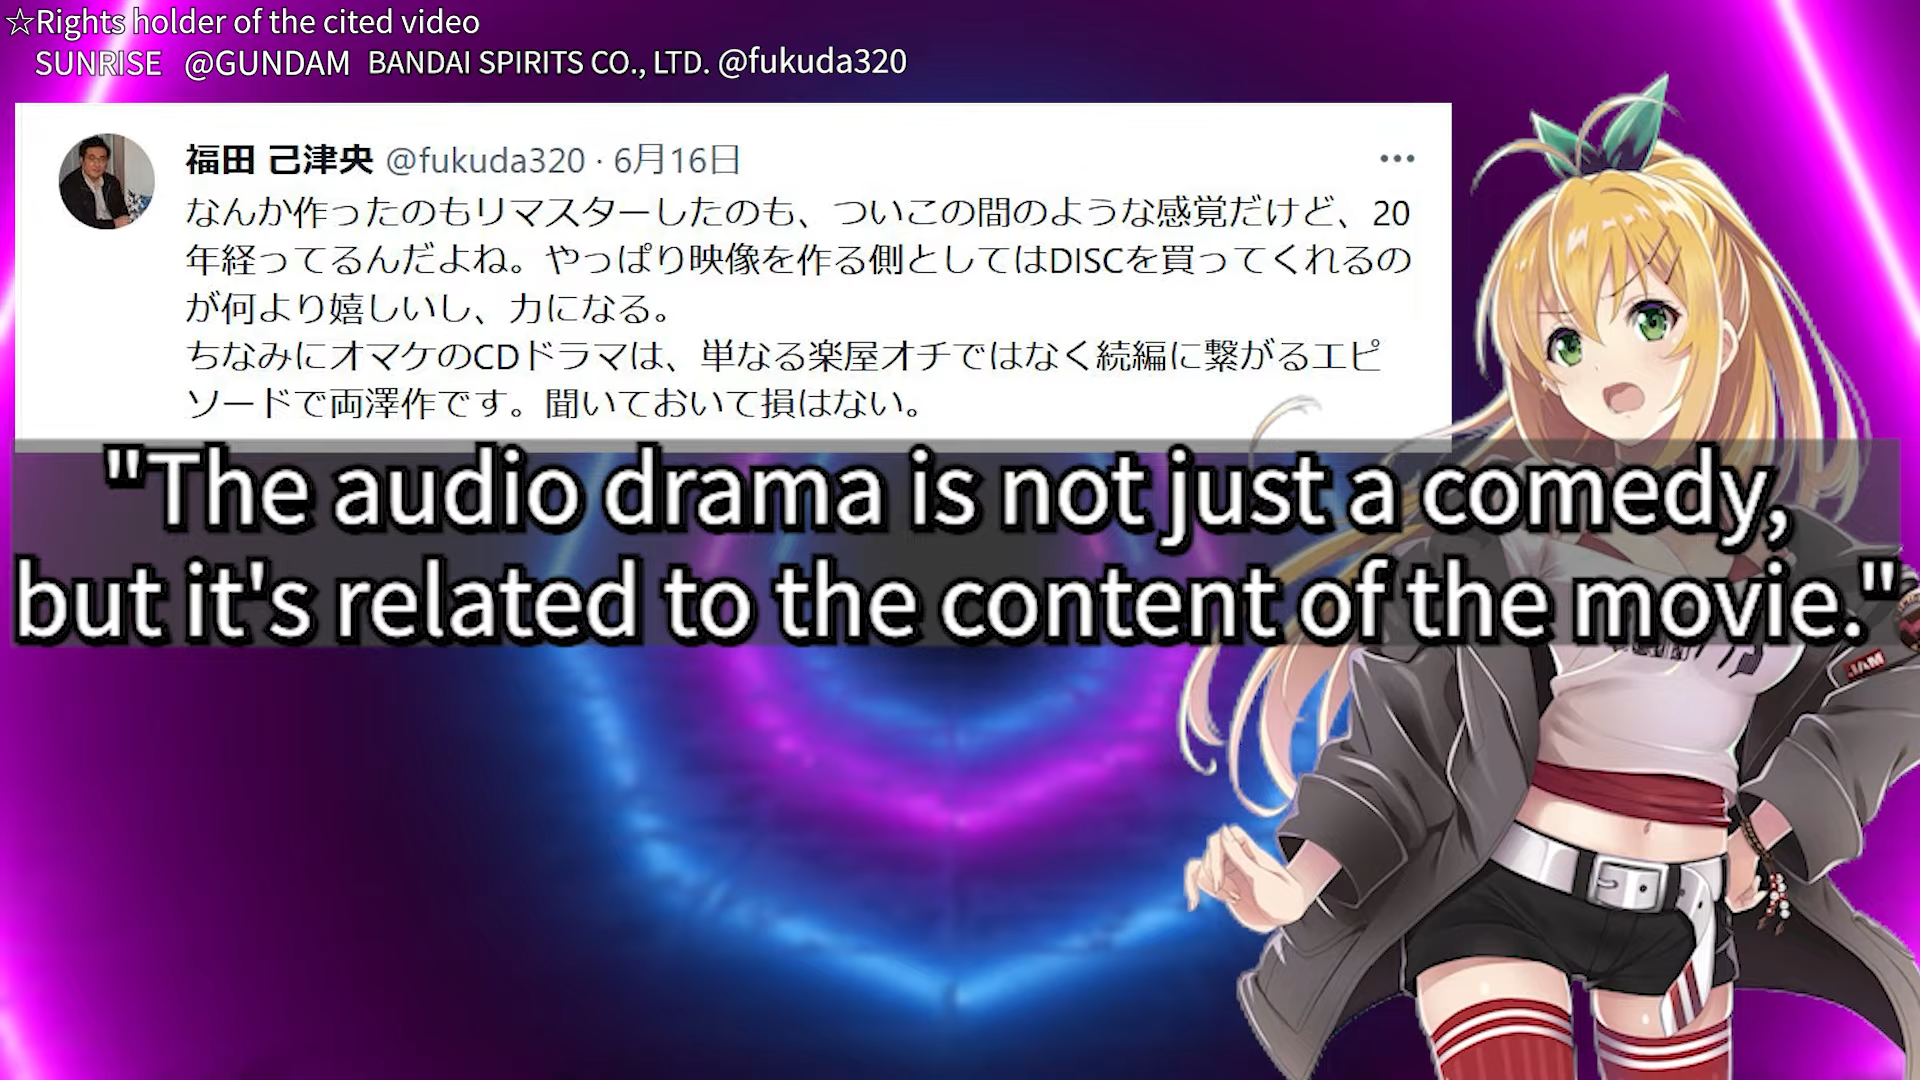 ☆Rights holder of the cited video
SUNRISE @GUNDAM BANDAI SPIRITS CO., LTD. @fukuda320
福田 己津央 @fukuda320 · 6月16日
なんか作ったのもリマスターしたのも、ついこの間のような感覚だけど、20
年経ってるんだよね。やっぱり映像を作る側としてはDISCを買ってくれるの
が何より嬉しいし、力になる。
ちなみにオマケのCDドラマは、単なる楽屋オチではなく続編に繋がるエピ
ソードで両澤作です。聞いておいて損はない。
"The audio drama is not just a comedy,
but it's related to the content of the movie."
JAM